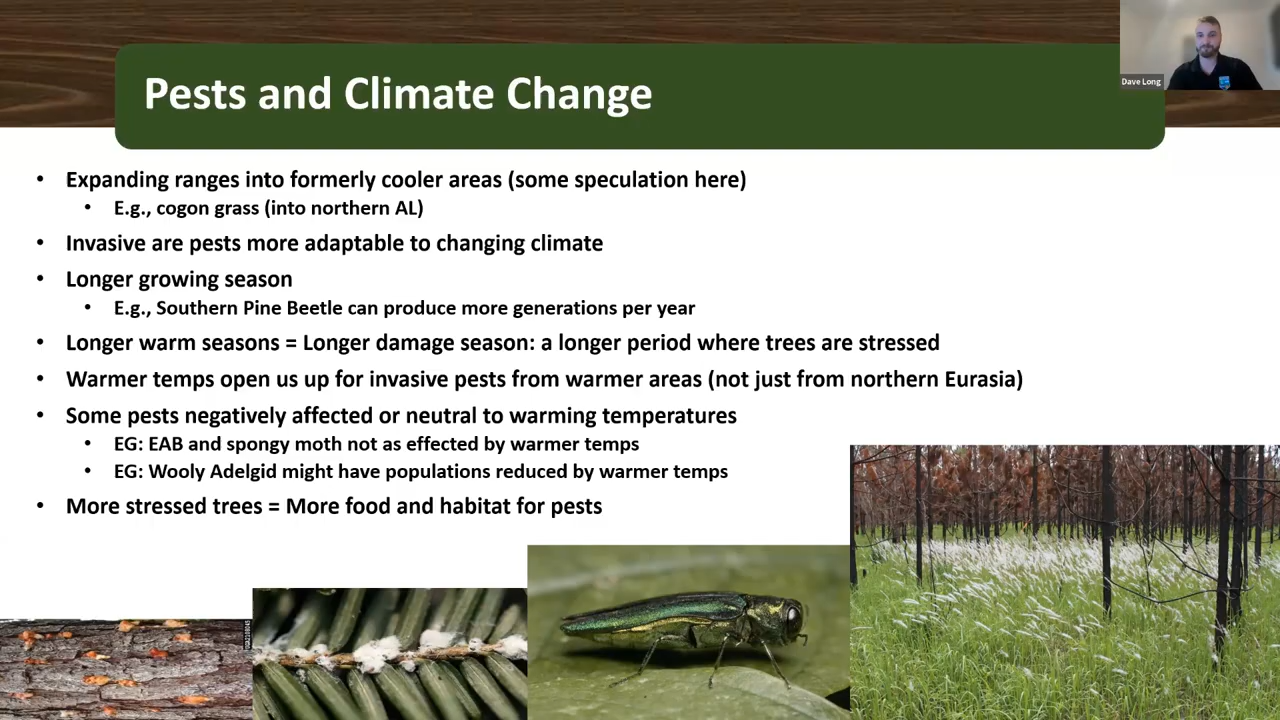 Pests and Climate Change
Dave Long
• Expanding ranges into formerly cooler areas (some speculation here)
• E.g., cogon grass (into northern AL)
• Invasive are pests more adaptable to changing climate
• Longer growing season
• E.g., Southern Pine Beetle can produce more generations per year
• Longer warm seasons = Longer damage season: a longer period where trees are stressed
• Warmer temps open us up for invasive pests from warmer areas (not just from northern Eurasia)
• Some pests negatively affected or neutral to warming temperatures
• EG: EAB and spongy moth not as effected by warmer temps
• EG: Wooly Adelgid might have populations reduced by warmer temps
• More stressed trees = More food and habitat for pests